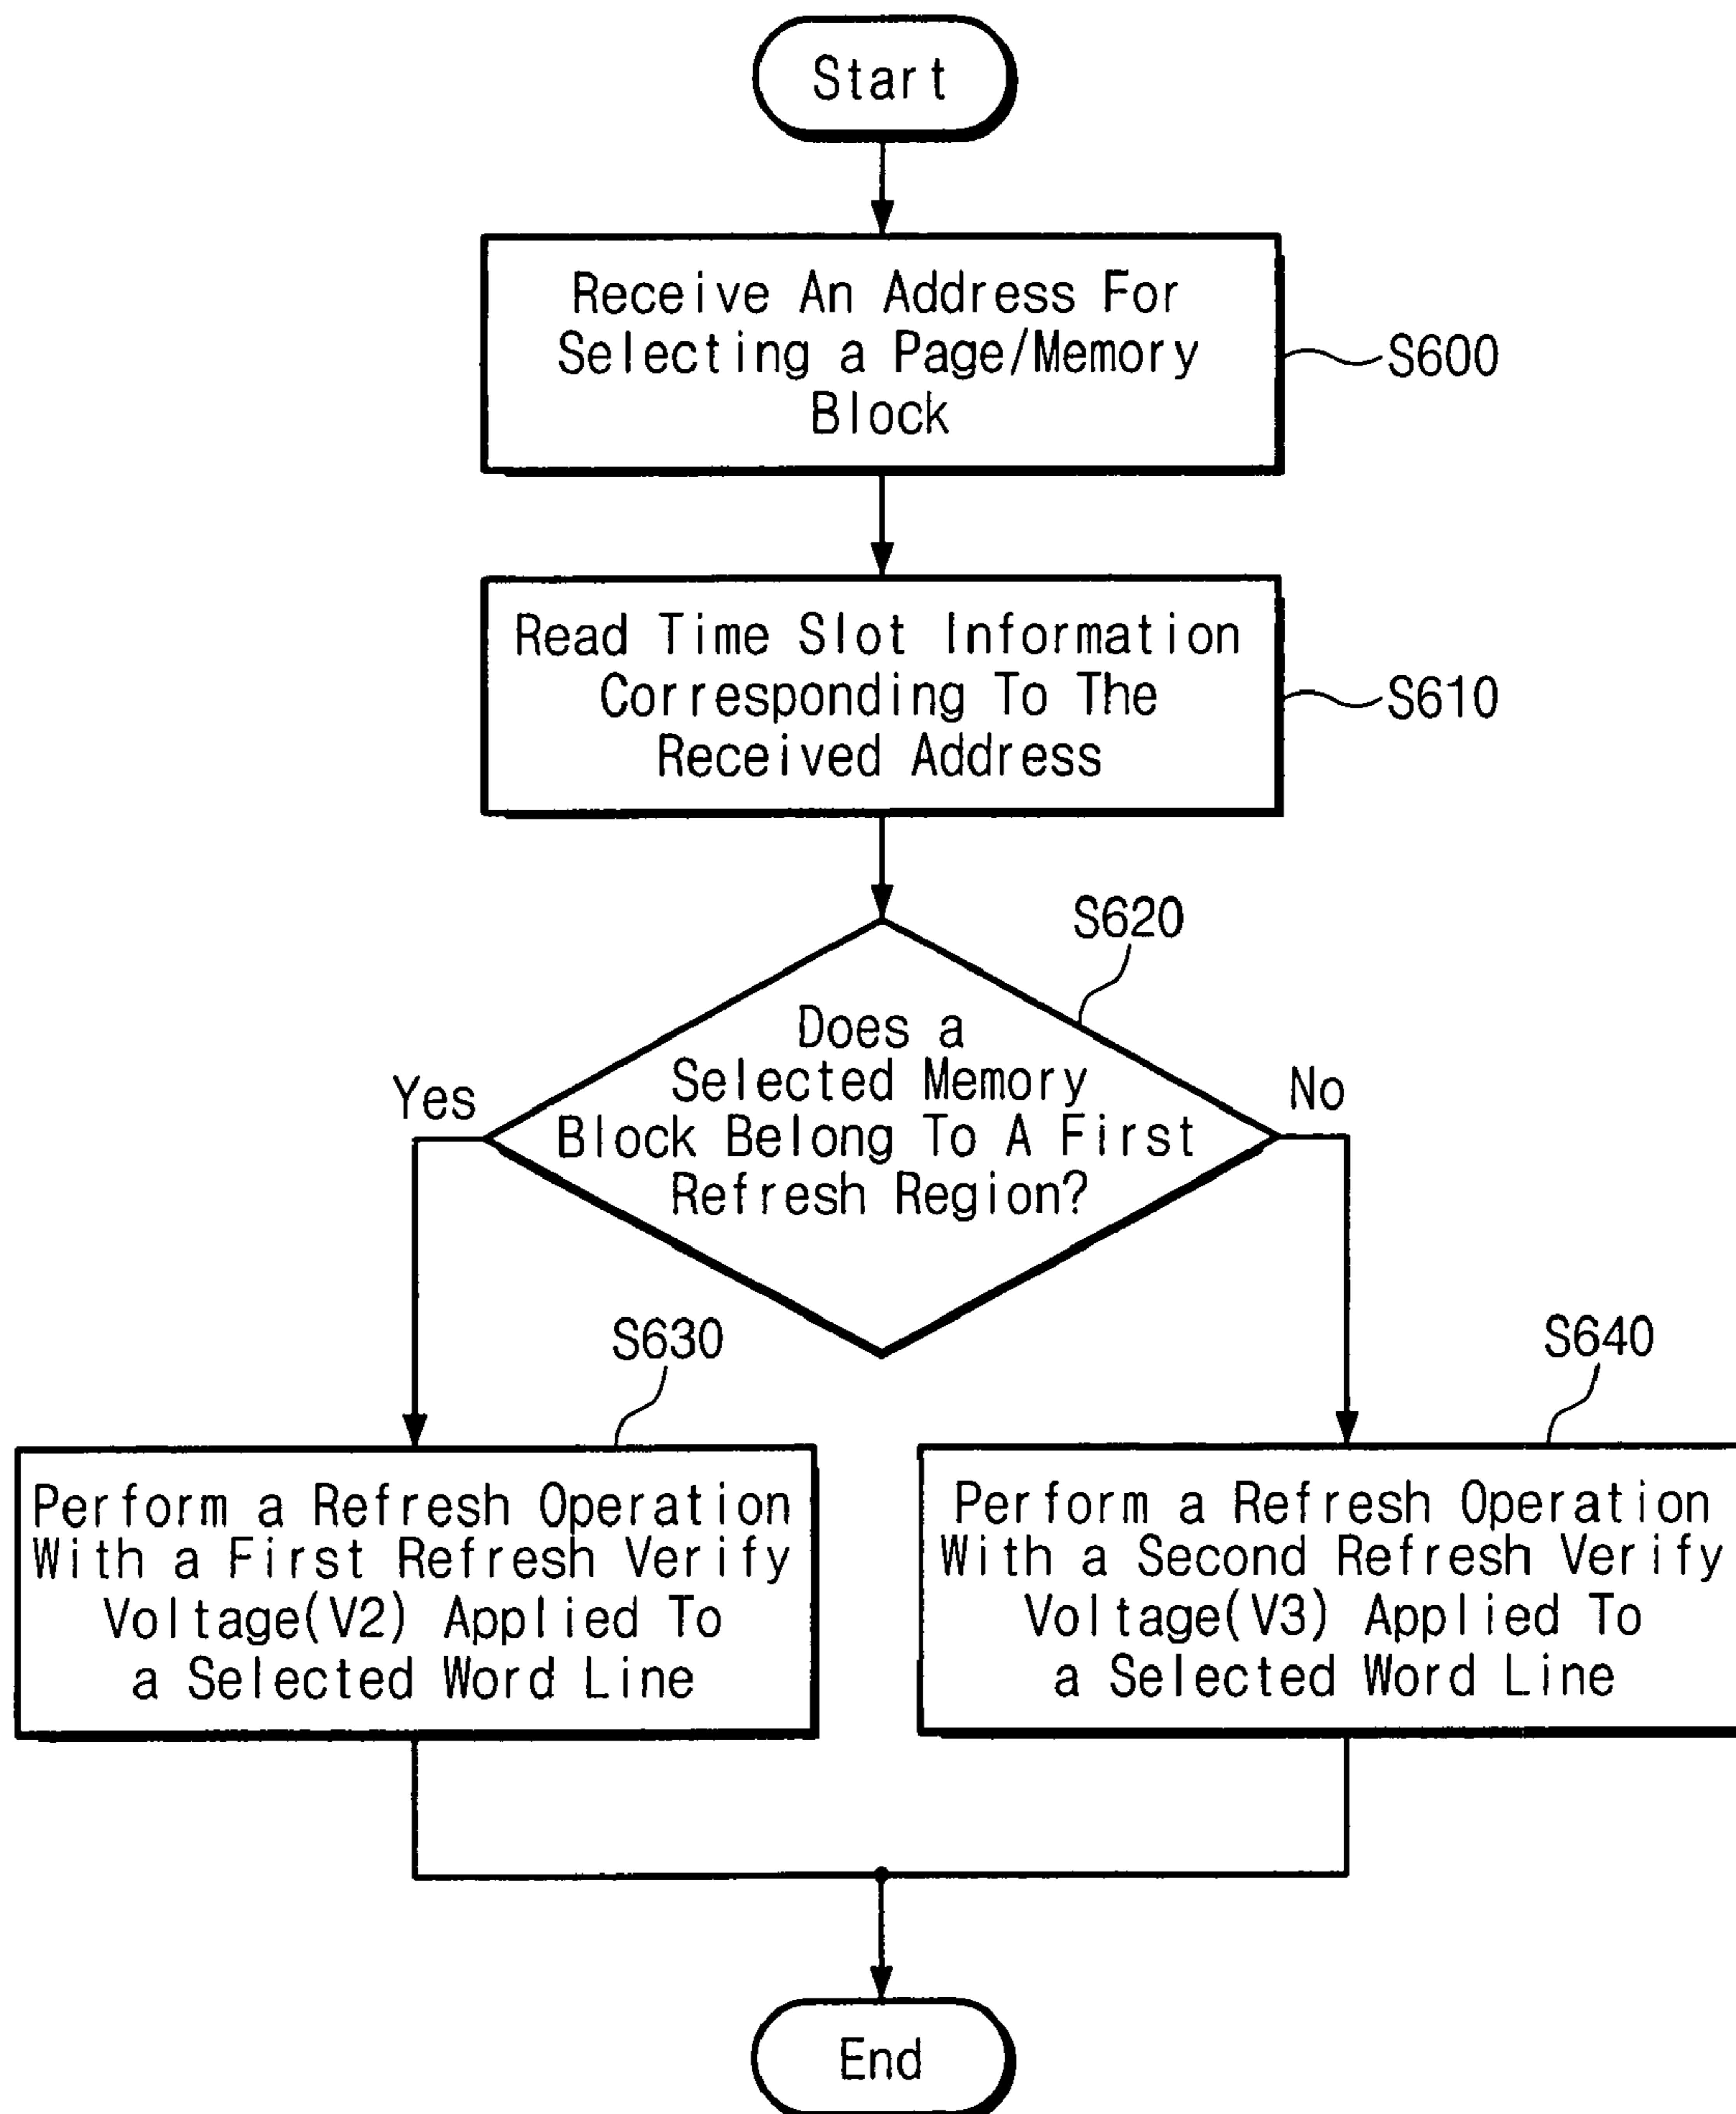 Start
Receive An Address For
Selecting a Page/Memory
Block
S600
Read Time Slot Information
Corresponding To The
Received Address
S610
S620
Does a
Selected Memory
Block Belong To A First
Refresh Region?
Yes
No
S630
Perform a Refresh Operation
With a First Refresh Verify
Voltage(V2) Applied To
a Selected Word Line
S640
Perform a Refresh Operation
With a Second Refresh Verify
Voltage(V3) Applied To
a Selected Word Line
End